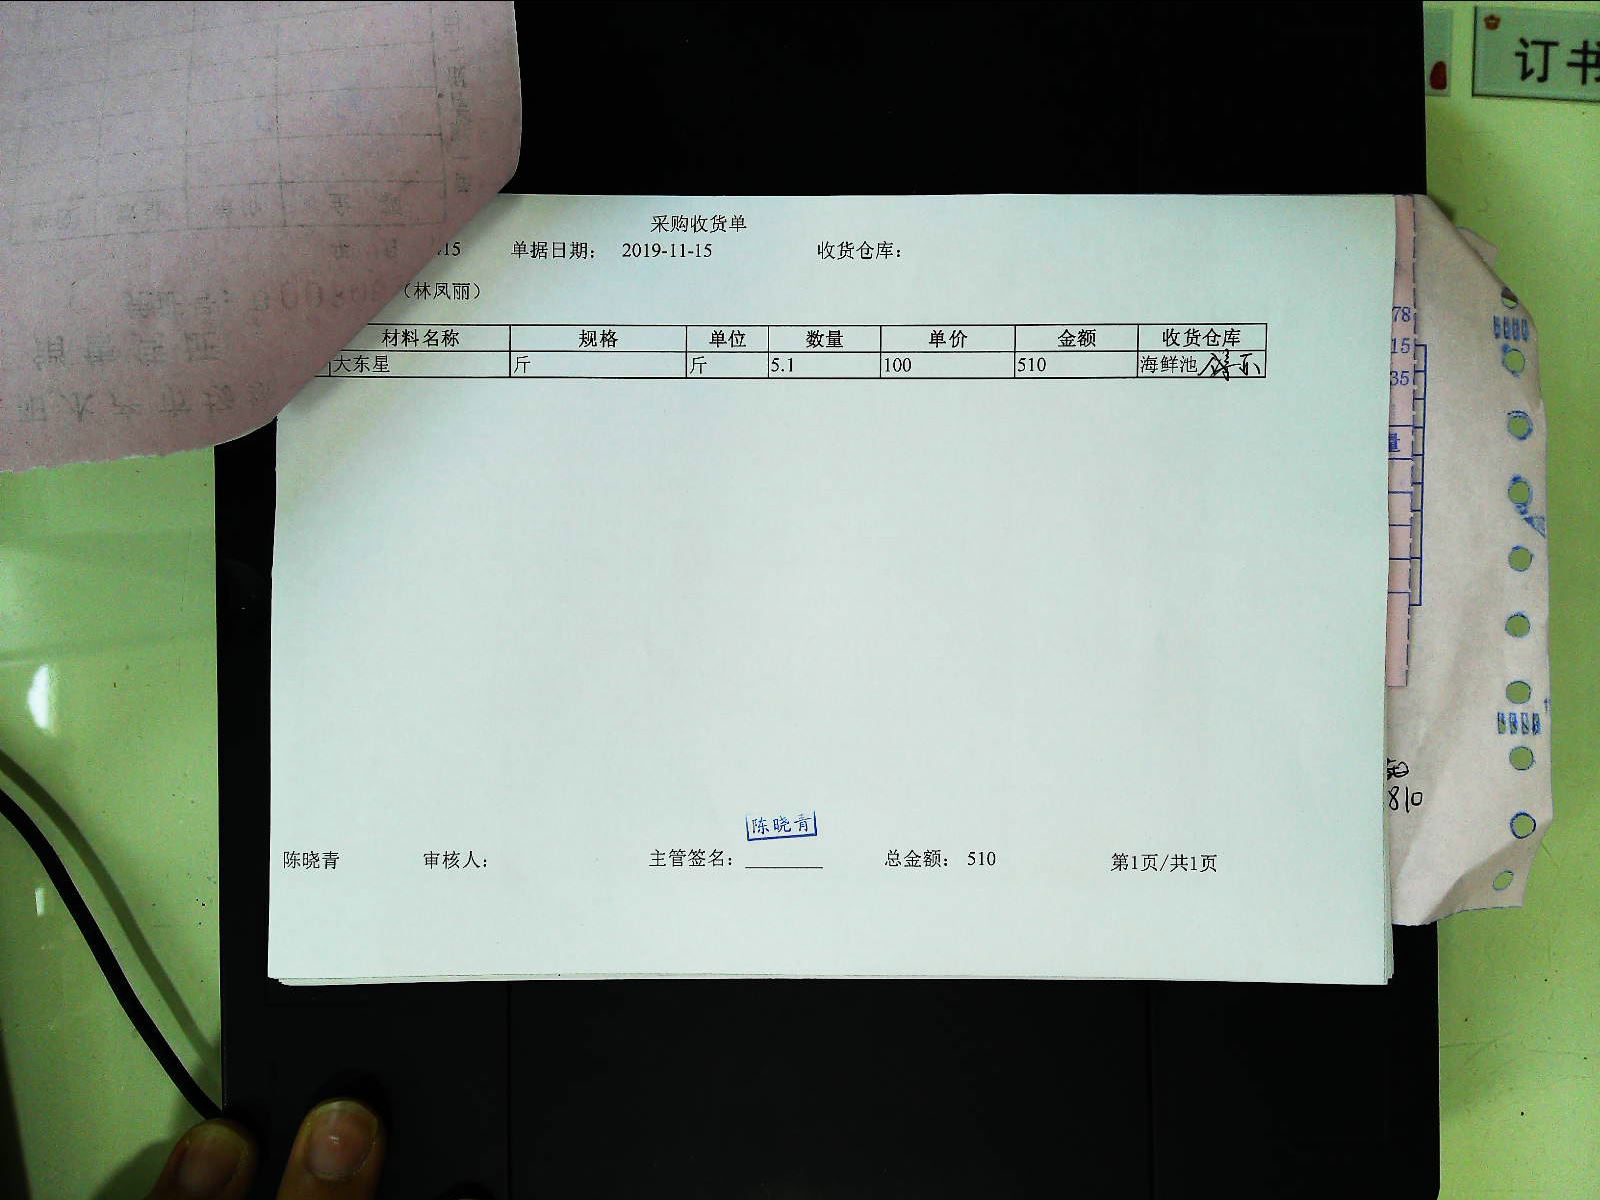 订书
采购收货单
15 单据日期： 2019-11-15 收货仓库：
（林凤丽）
材料名称 规格 单位 数量 单价 金额 收货仓库
大东星 斤 斤 5.1 100 510 海鲜池
78
15
35
量
810
陈晓青
陈晓青 审核人： 主管签名： 总金额： 510 第1页/共1页